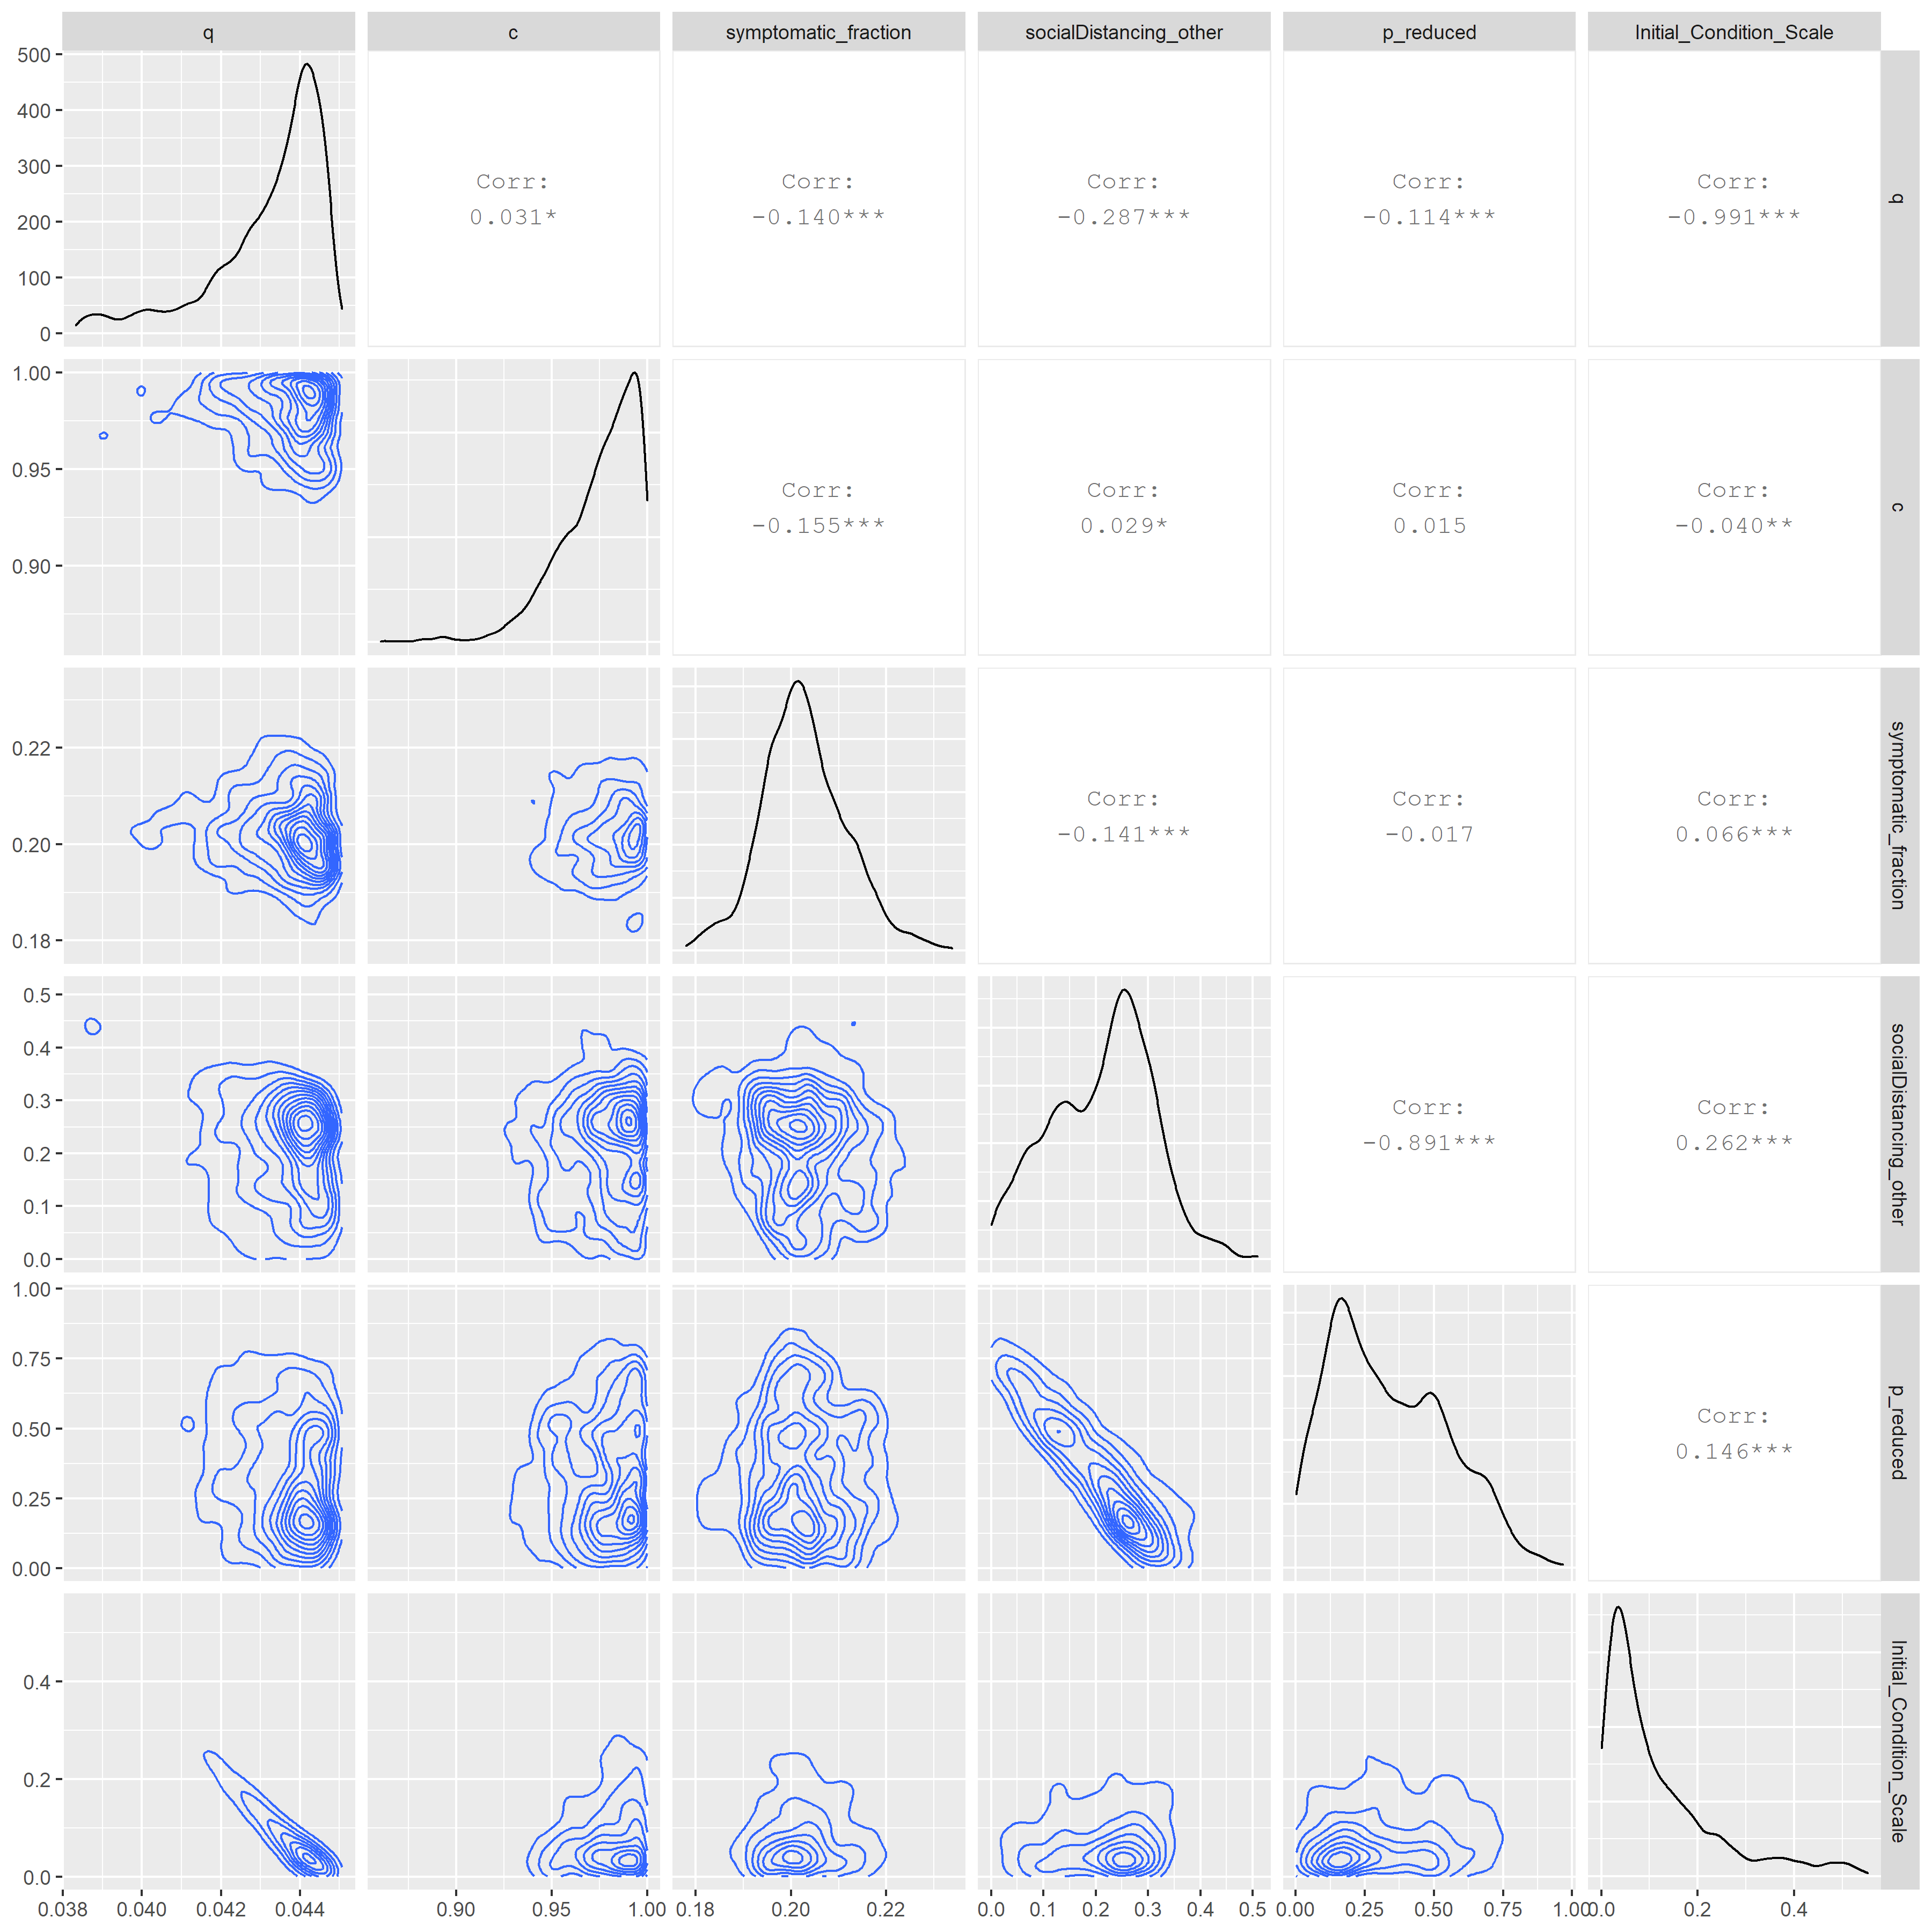 q
c
symptomatic_fraction
socialDistancing_other
p_reduced
Initial_Condition_Scale
500
400
300
200
100
0
Corr:
0.031*
Corr:
-0.140***
Corr:
-0.287***
Corr:
-0.114***
Corr:
-0.991***
q
1.00
0.95
0.90
Corr:
-0.155***
Corr:
0.029*
Corr:
0.015
Corr:
-0.040**
c
0.22
0.20
0.18
Corr:
-0.141***
Corr:
-0.017
Corr:
0.066***
symptomatic_fraction
0.5
0.4
0.3
0.2
0.1
0.0
Corr:
-0.891***
Corr:
0.262***
socialDistancing_other
1.00
0.75
0.50
0.25
0.00
Corr:
0.146***
p_reduced
0.4
0.2
0.0
Initial_Condition_Scale
0.038 0.040 0.042 0.044
0.90 0.95 1.00
0.18 0.20 0.22
0.0 0.1 0.2 0.3 0.4 0.5
0.00 0.25 0.50 0.75 1.00
0.0 0.2 0.4